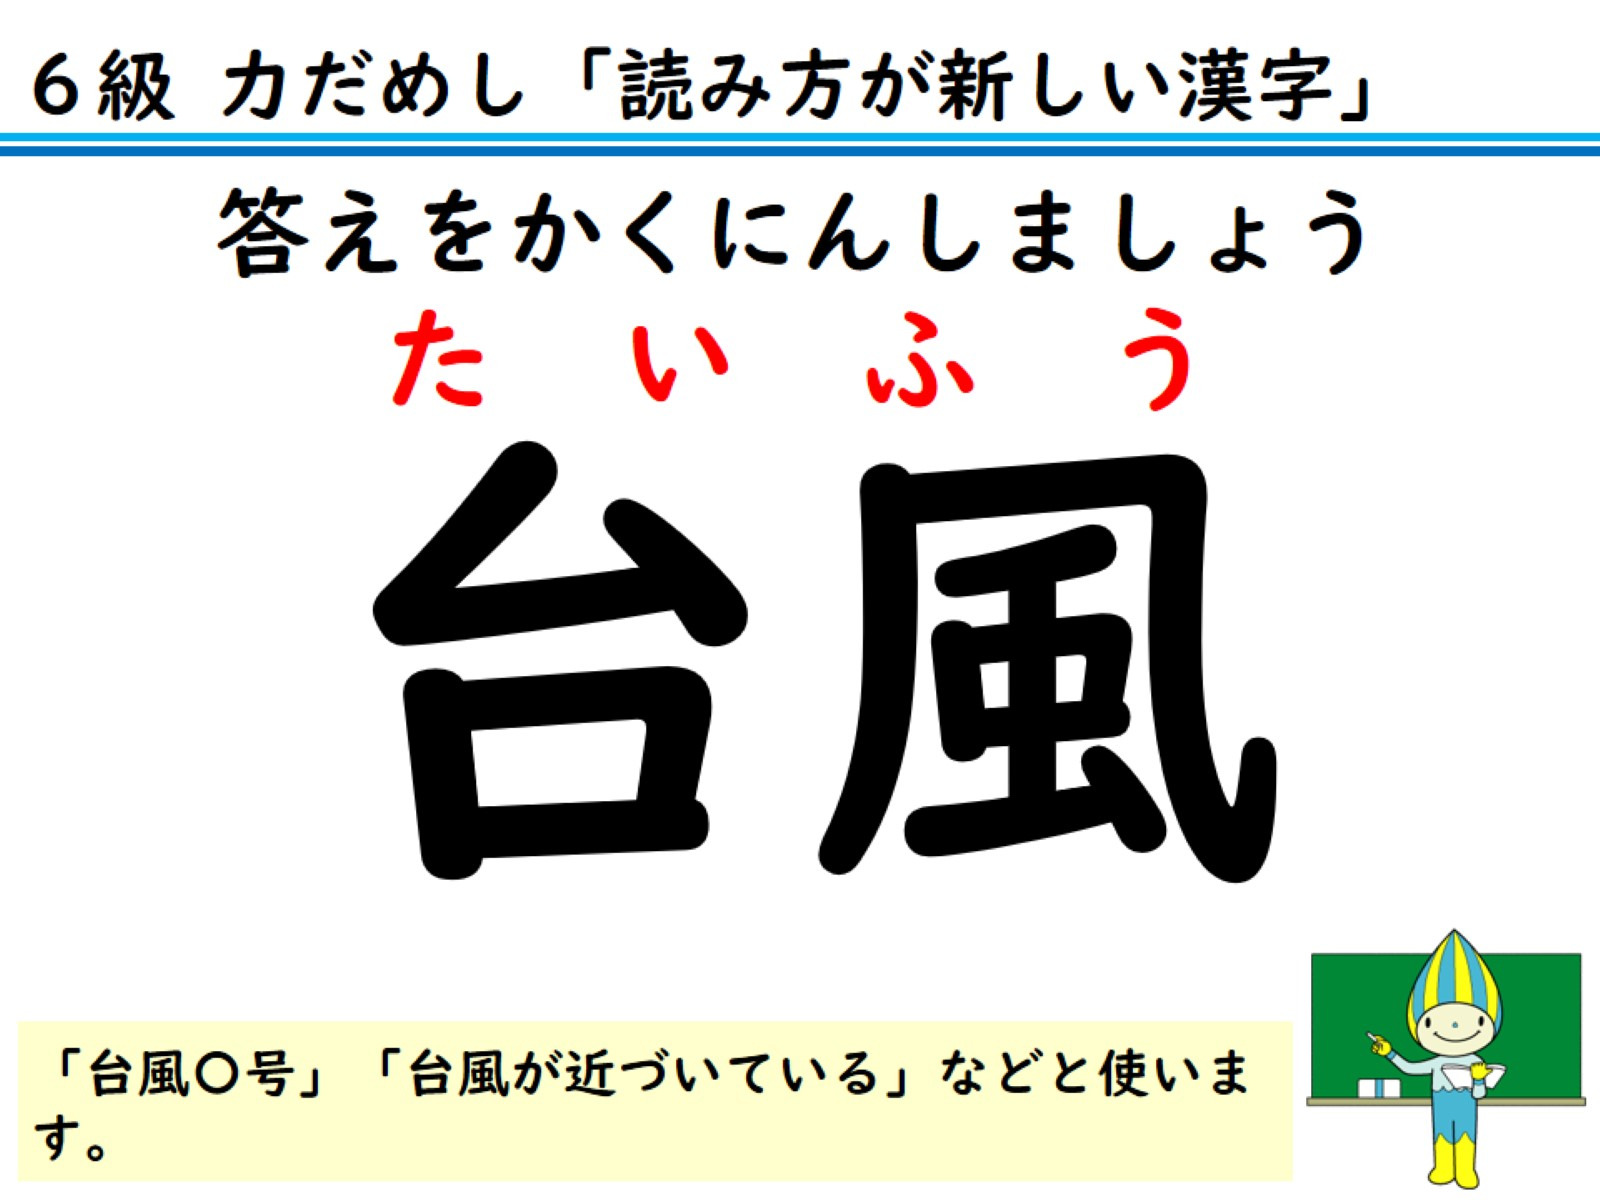 ６級 力だめし「読み方が新しい漢字」
答えをかくにんしましょう
たいふう
台風
「台風〇号」「台風が近づいている」などと使いま
す。